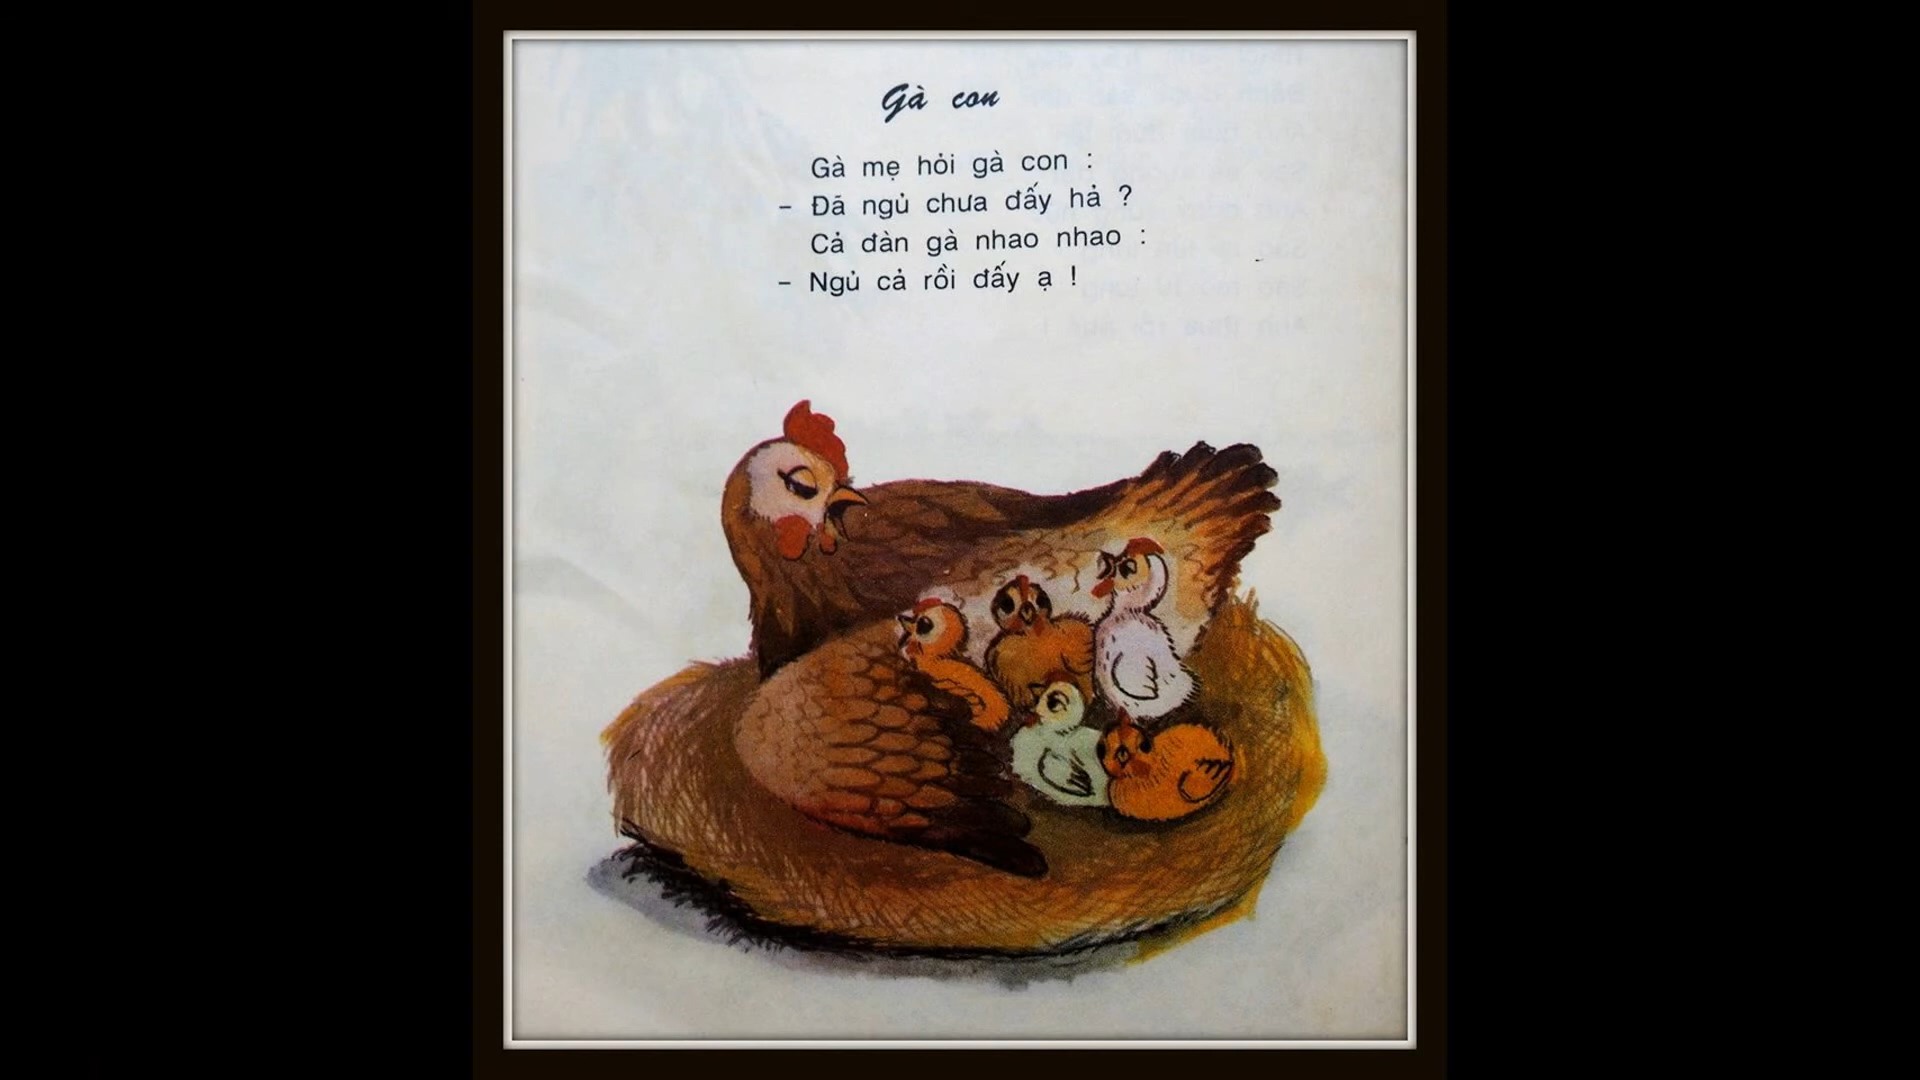 Gà con
Gà mẹ hỏi gà con :
– Đã ngủ chưa đấy hả ?
Cả đàn gà nhao nhao :
– Ngủ cả rồi đấy ạ !